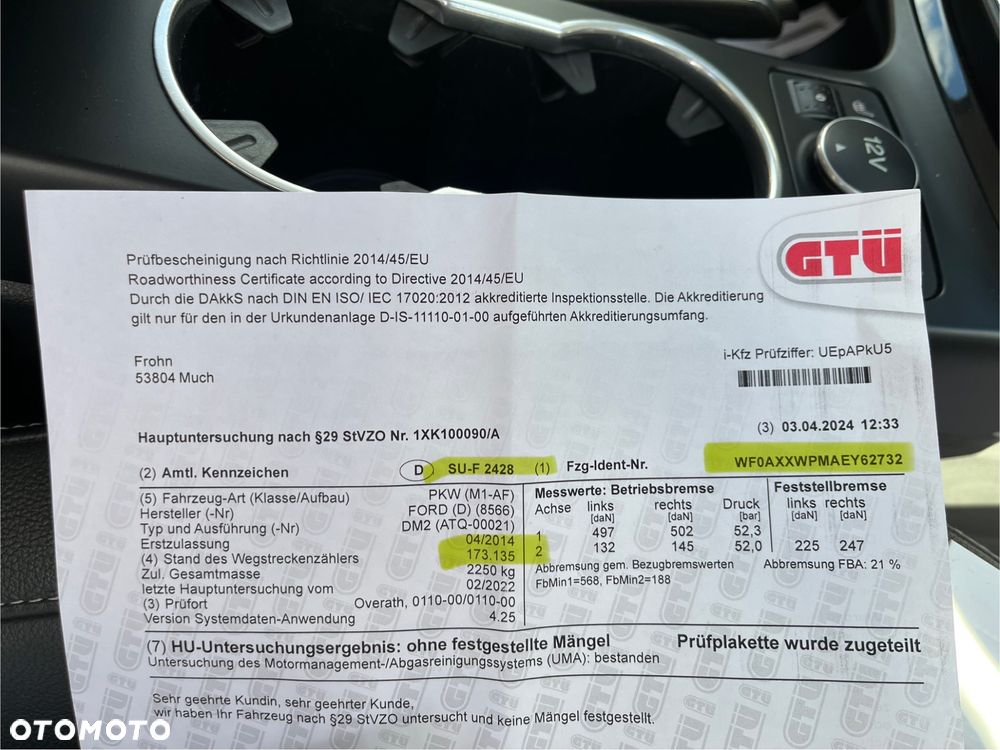 12V
GTÜ
Prüfbescheinigung nach Richtlinie 2014/45/EU
Roadworthiness Certificate according to Directive 2014/45/EU
Durch die DAkkS nach DIN EN ISO/ IEC 17020:2012 akkreditierte Inspektionsstelle. Die Akkreditierung
gilt nur für den in der Urkundenanlage D-IS-11110-01-00 aufgeführten Akkreditierungsumfang.
Frohn
53804 Much
i-Kfz Prüfziffer: UEpAPkU5
(3) 03.04.2024 12:33
Hauptuntersuchung nach §29 StVZO Nr. 1XK100090/A
(2) Amtl. Kennzeichen D SU-F 2428 (1) Fzg-Ident-Nr. WF0AXXWPMAEY62732
(5) Fahrzeug-Art (Klasse/Aufbau) PKW (M1-AF)
Hersteller (-Nr) FORD (D) (8566)
Typ und Ausführung (-Nr) DM2 (ATQ-00021)
Erstzulassung 04/2014
(4) Stand des Wegstreckenzählers 173.135
Zul. Gesamtmasse 2250 kg
letzte Hauptuntersuchung vom 02/2022
(3) Prüfort Overath, 0110-00/0110-00
Version Systemdaten-Anwendung 4.25
Messwerte: Betriebsbremse Feststellbremse
Achse links rechts Druck links rechts
[daN] [daN] [bar] [daN] [daN]
1 497 502 52,3
2 132 145 52,0 225 247
Abbremsung gem. Bezugbremswerten Abbremsung FBA: 21 %
FbMin1=568, FbMin2=188
(7) HU-Untersuchungsergebnis: ohne festgestellte Mängel Prüfplakette wurde zugeteilt
Untersuchung des Motormanagement-/Abgasreinigungssystems (UMA): bestanden
Sehr geehrte Kundin, sehr geehrter Kunde,
wir haben Ihr Fahrzeug nach §29 StVZO untersucht und keine Mängel festgestellt.
OTOMOTO